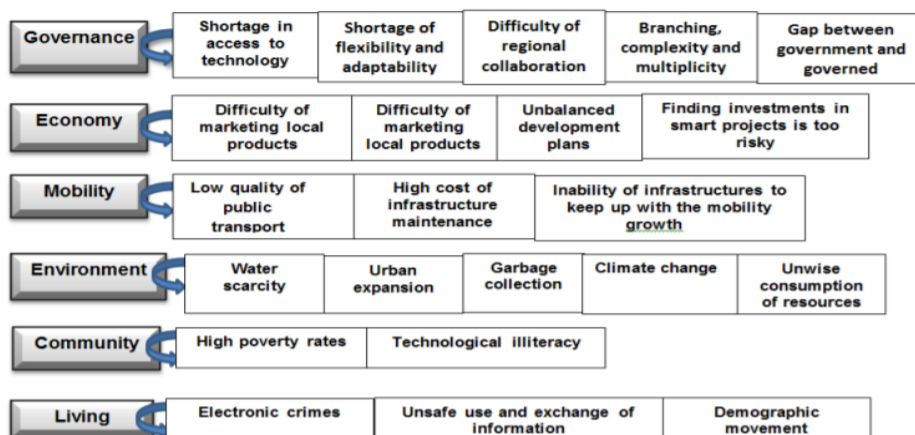 Governance
Shortage in
access to
technology
Shortage of
flexibility and
adaptability
Difficulty of
regional
collaboration
Branching,
complexity and
multiplicity
Gap between
government and
governed
Economy
Difficulty of
marketing local
products
Difficulty of
marketing
local products
Unbalanced
development
plans
Finding investments in
smart projects is too
risky
Mobility
Low quality of
public
transport
High cost of
infrastructure
maintenance
Inability of infrastructures to
keep up with the mobility
growth
Environment
Water
scarcity
Urban
expansion
Garbage
collection
Climate change
Unwise
consumption
of resources
Community
High poverty rates
Technological illiteracy
Living
Electronic crimes
Unsafe use and exchange of
information
Demographic
movement